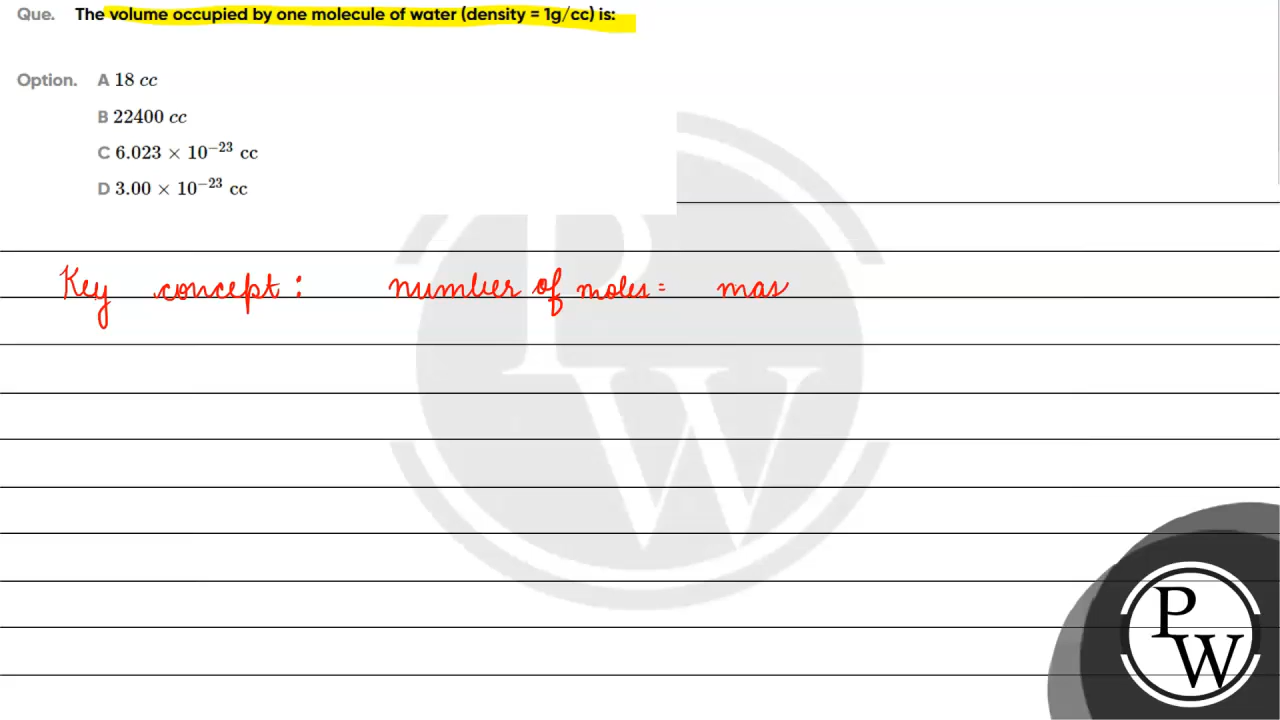 Que. The volume occupied by one molecule of water (density = 1g/cc) is:
Option. A 18 cc
B 22400 cc
C 6.023 × 10⁻²³ cc
D 3.00 × 10⁻²³ cc
Key concept : number of moles = mas
P
W
P
W